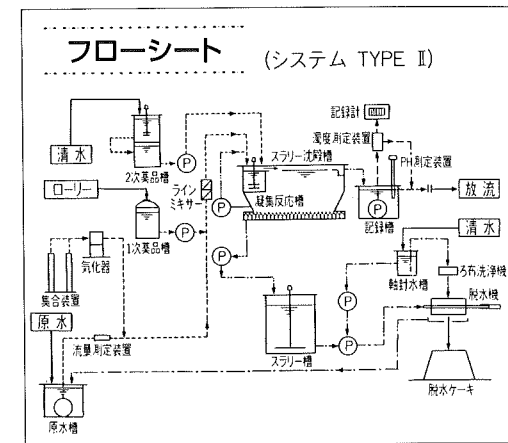 フローシート (システム TYPE Ⅱ)
記録計
濁度測定装置
清水
2次薬品槽
P
スラリー沈殿槽
PH測定装置
ローリー
ライン
ミキサー
P
凝集反応槽
P
記録槽
放流
清水
1次薬品槽
P
気化器
集合装置
P
軸封水槽
ろ布洗浄機
脱水機
原水
P
P
P
流量測定装置
スラリー槽
脱水ケーキ
原水槽